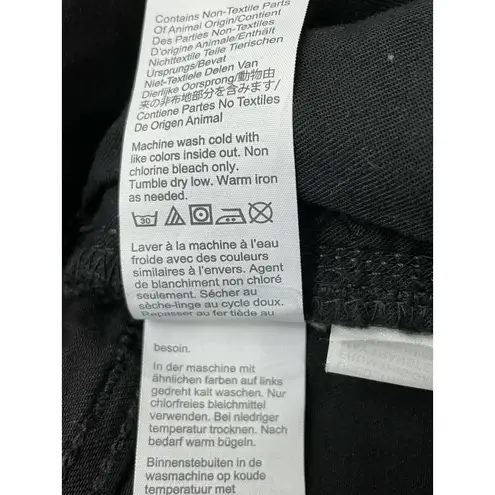 Contains Non-Textile Parts
Of Animal Origin/Contient
Des Parties Non-Textiles
D'origine Animale/Enthält
Nichttextile Teile Tierischen
Ursprungs/Bevat
Niet-Textiele Delen Van
Dierlijke Oorsprong/動物由
来の非布地部分を含みます/
Contiene Partes No Textiles
De Origen Animal
Machine wash cold with
like colors inside out. Non
chlorine bleach only.
Tumble dry low. Warm iron
as needed.
30
Laver à la machine à l'eau
froide avec des couleurs
similaires à l'envers. Agent
de blanchiment non chloré
seulement. Sécher au
sèche-linge au cycle doux.
Repasser au fer tiède au
besoin.
In der maschine mit
ähnlichen farben auf links
gedreht kalt waschen. Nur
chlorfreies bleichmittel
verwenden. Bei niedriger
temperatur trocknen. Nach
bedarf warm bügeln.
Binnenstebuiten in de
wasmachine op koude
temperatuur met